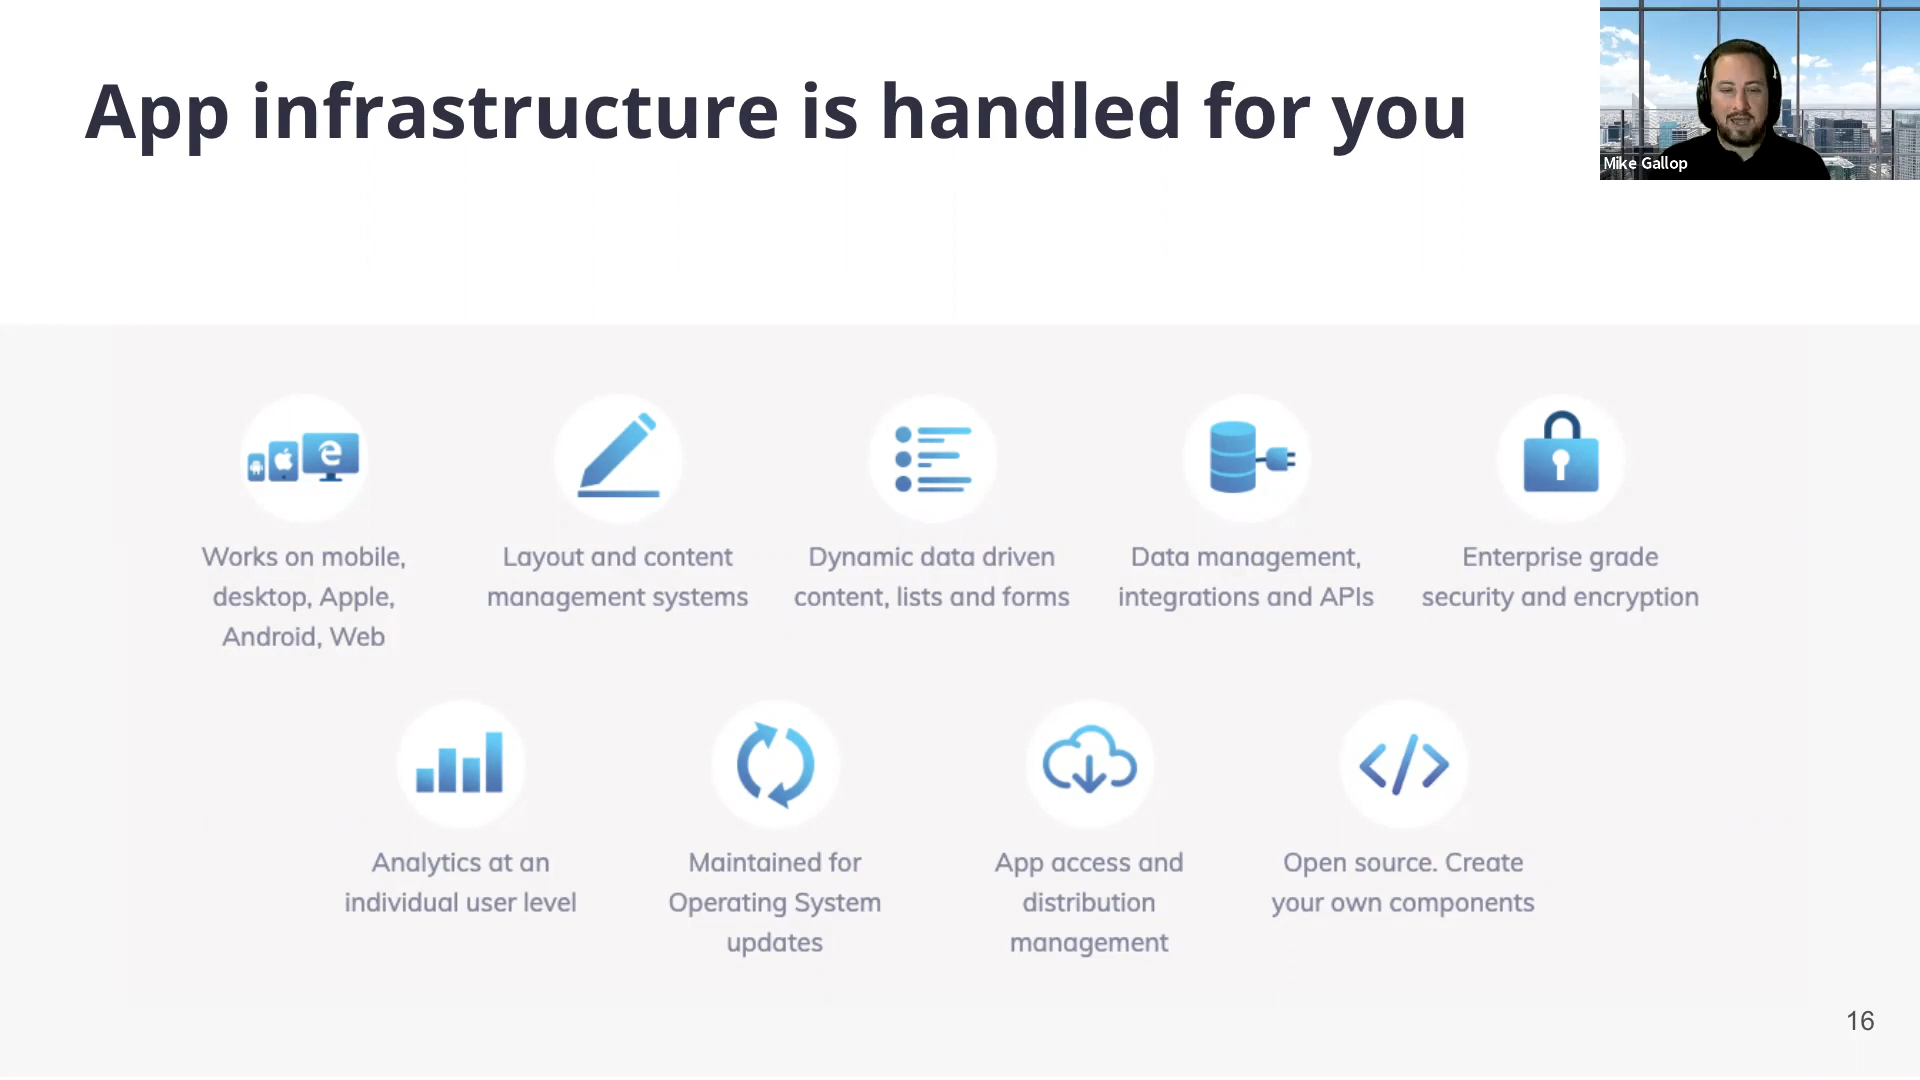 App infrastructure is handled for you
Mike Gallop
Works on mobile,
desktop, Apple,
Android, Web
Layout and content
management systems
Dynamic data driven
content, lists and forms
Data management,
integrations and APIs
Enterprise grade
security and encryption
Analytics at an
individual user level
Maintained for
Operating System
updates
App access and
distribution
management
Open source. Create
your own components
16